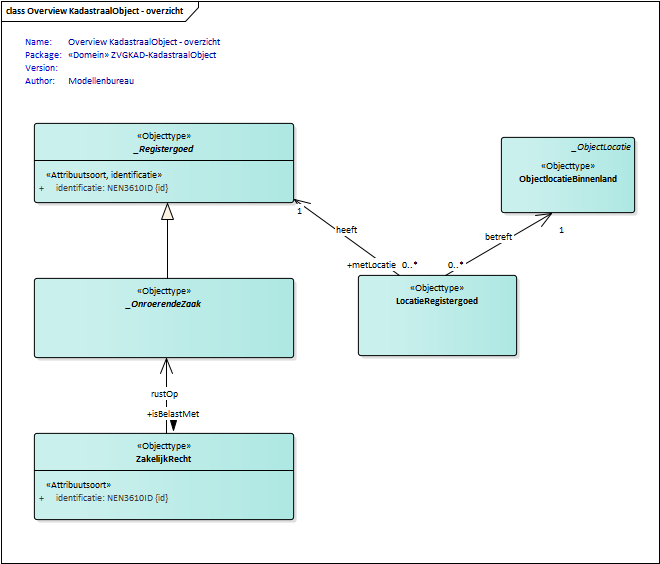 class Overview KadastraalObject - overzicht
Name: Overview KadastraalObject - overzicht
Package: «Domein» ZVGKAD-KadastraalObject
Version:
Author: Modellenbureau
«Objecttype»
_Registergoed
«Attribuutsoort, identificatie»
+ identificatie: NEN3610ID {id}
_ObjectLocatie
«Objecttype»
ObjectlocatieBinnenland
1
1
heeft
betreft
+metLocatie 0..*
0..*
«Objecttype»
_OnroerendeZaak
«Objecttype»
LocatieRegistergoed
rustOp
+isBelastMet
«Objecttype»
ZakelijkRecht
«Attribuutsoort»
+ identificatie: NEN3610ID {id}